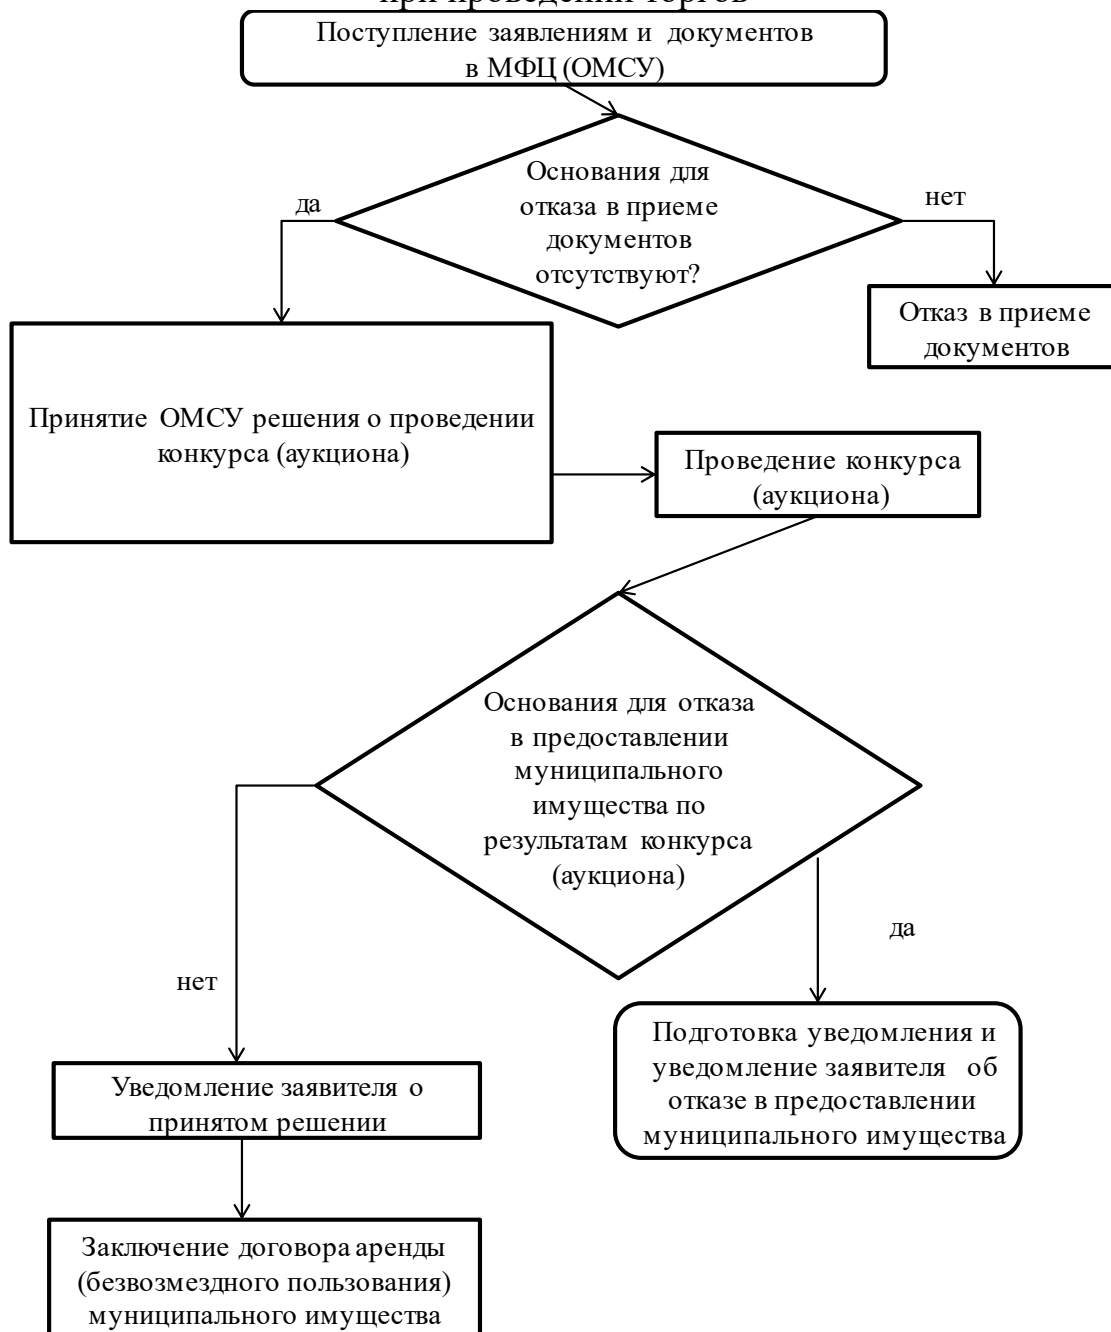 при проведении торгов
Поступление заявлениям и документов
в МФЦ (ОМСУ)
Основания для
отказа в приеме
документов
отсутствуют?
да
нет
Отказ в приеме
документов
Принятие ОМСУ решения о проведении
конкурса (аукциона)
Проведение конкурса
(аукциона)
Основания для отказа
в предоставлении
муниципального
имущества по
результатам конкурса
(аукциона)
да
нет
Подготовка уведомления и
уведомление заявителя об
отказе в предоставлении
муниципального имущества
Уведомление заявителя о
принятом решении
Заключение договора аренды
(безвозмездного пользования)
муниципального имущества